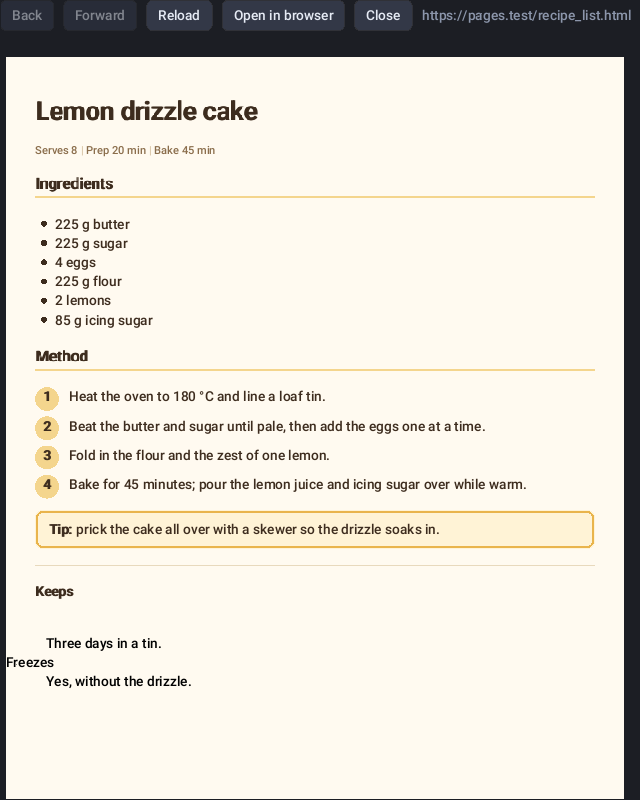 Back Forward Reload Open in browser Close https://pages.test/recipe_list.html
Lemon drizzle cake
Serves 8 | Prep 20 min | Bake 45 min
Ingredients
225 g butter
225 g sugar
4 eggs
225 g flour
2 lemons
85 g icing sugar
Method
1 Heat the oven to 180 °C and line a loaf tin.
2 Beat the butter and sugar until pale, then add the eggs one at a time.
3 Fold in the flour and the zest of one lemon.
4 Bake for 45 minutes; pour the lemon juice and icing sugar over while warm.
Tip: prick the cake all over with a skewer so the drizzle soaks in.
Keeps
Three days in a tin.
Freezes
Yes, without the drizzle.